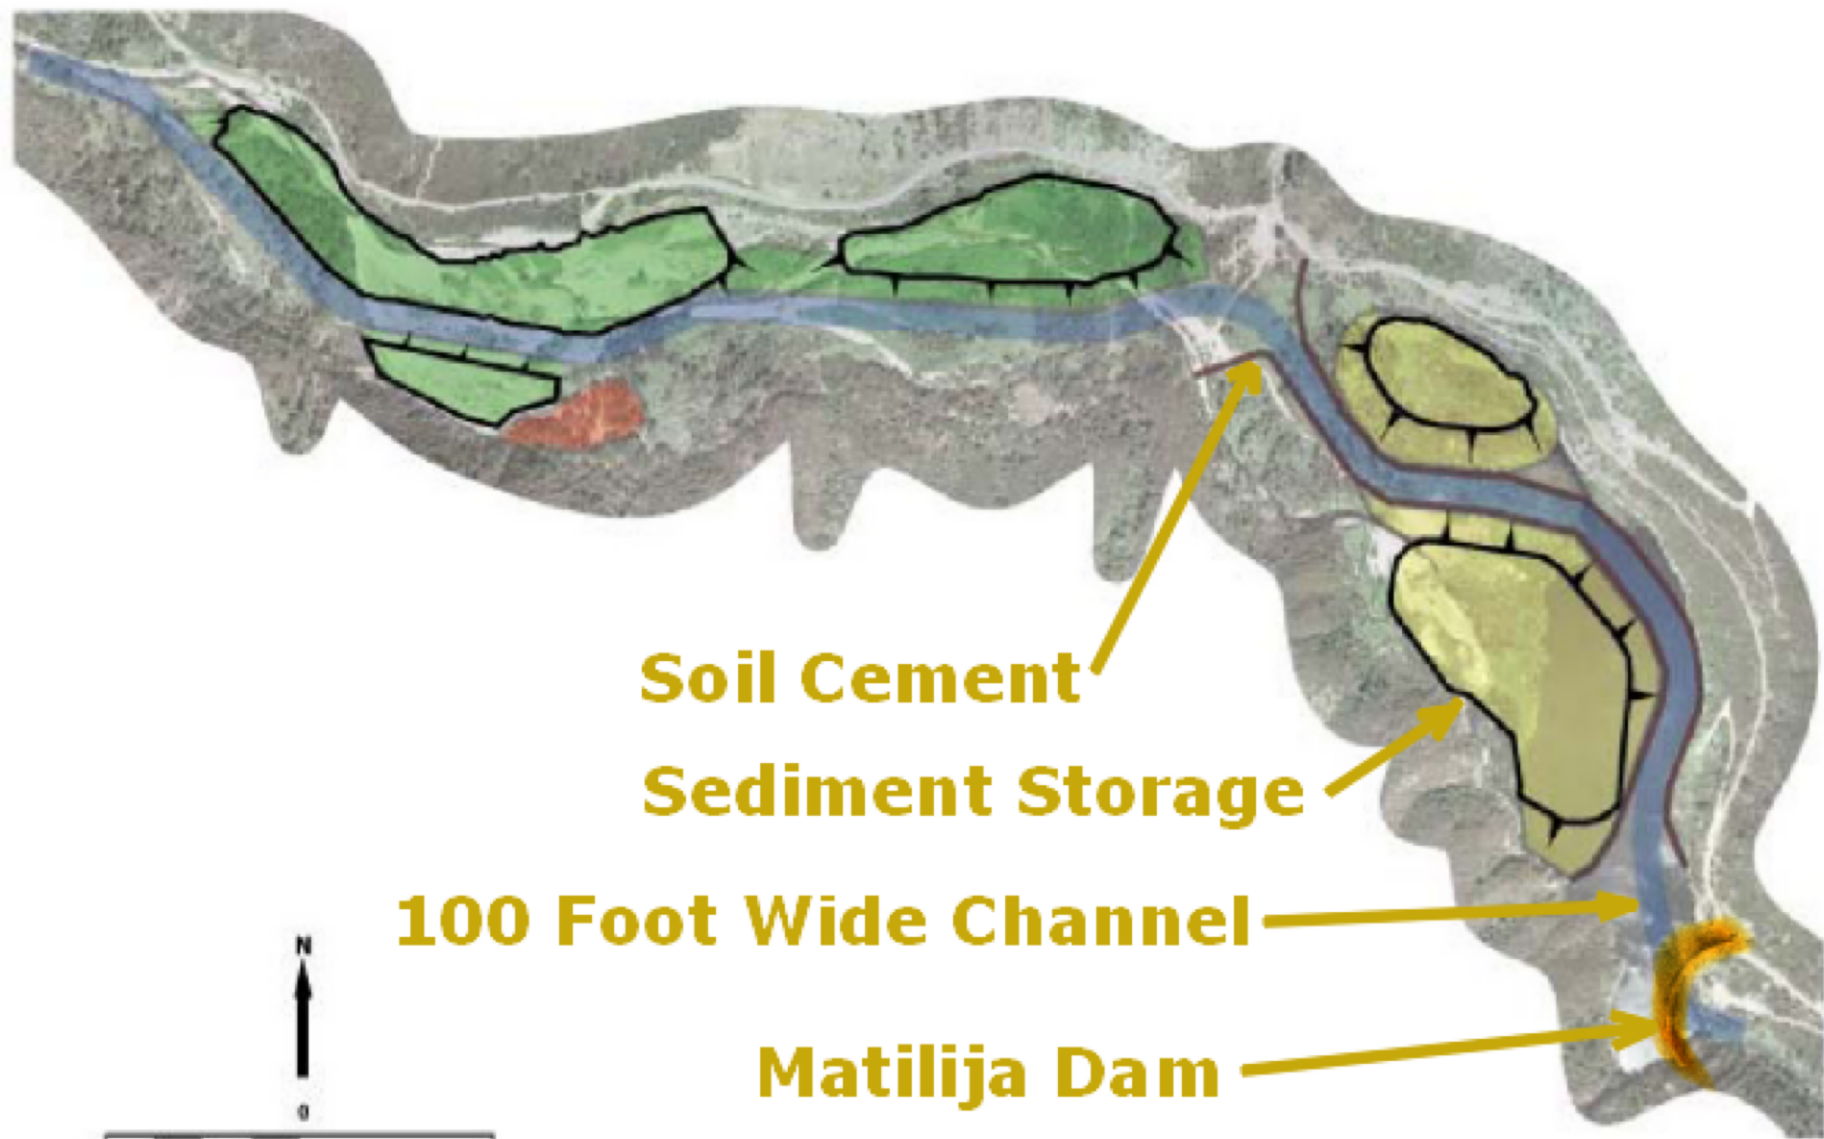 Soil Cement
Sediment Storage
100 Foot Wide Channel
N
0
Matilija Dam